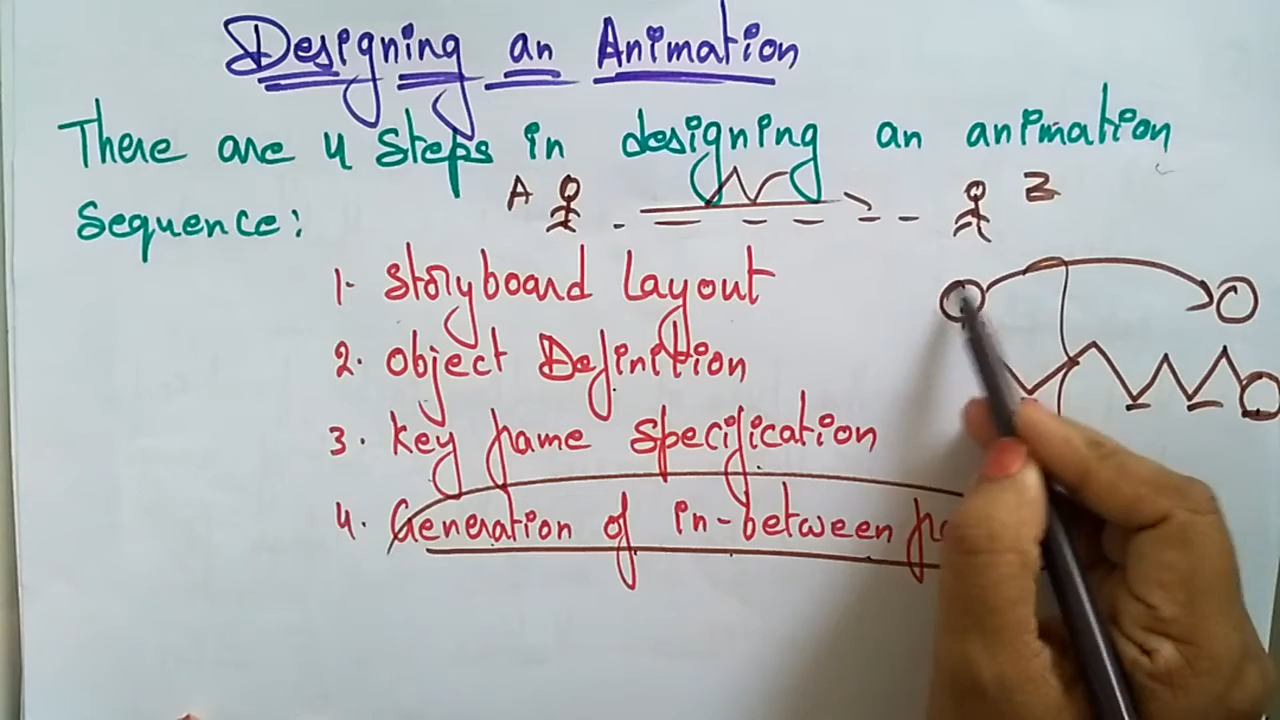 Designing an Animation
There are 4 steps in designing an animation
Sequence:
A B
1. Storyboard Layout
2. Object Definition
3. Key frame Specification
4. Generation of in-between